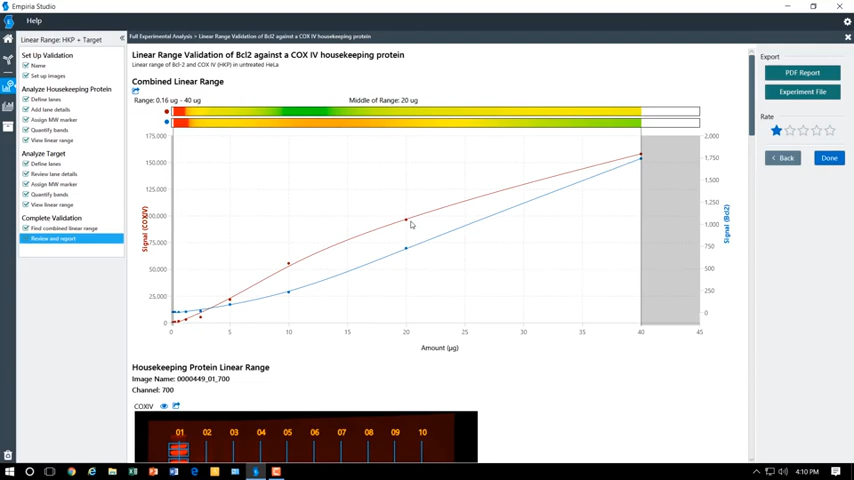 Empiria Studio
Help
Linear Range: HKP + Target
Set Up Validation
Name
Set up images
Analyze Housekeeping Protein
Define lanes
Add lane details
Assign MW marker
Quantify bands
View linear range
Analyze Target
Define lanes
Review lane details
Assign MW marker
Quantify bands
View linear range
Complete Validation
Find combined linear range
Review and report
Full Experimental Analysis > Linear Range Validation of Bcl2 against a COX IV housekeeping protein
Linear Range Validation of Bcl2 against a COX IV housekeeping protein
Linear range of Bcl-2 and COX IV (HKP) in untreated HeLa
Combined Linear Range
Range: 0.16 ug - 40 ug
Middle of Range: 20 ug
175,000
150,000
125,000
100,000
75,000
50,000
25,000
0
Signal (COXIV)
2,000
1,750
1,500
1,250
1,000
750
500
250
0
Signal (Bcl2)
0 5 10 15 20 25 30 35 40 45
Amount (µg)
Housekeeping Protein Linear Range
Image Name: 0000449_01_700
Channel: 700
COXIV
01 02 03 04 05 06 07 08 09 10
Export
PDF Report
Experiment File
Rate
Back
Done
4:10 PM